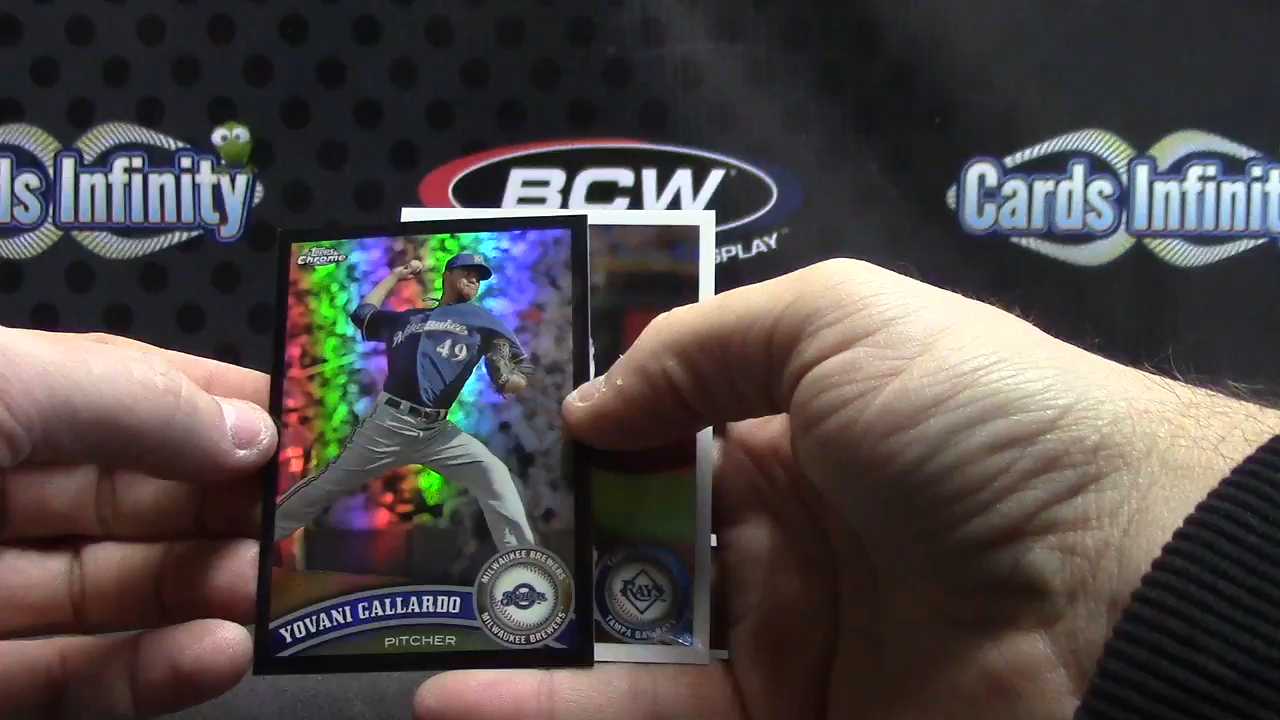 ds Infinity
BCW
SPLAY™
Cards Infinit
Topps
Chrome
Milwaukee
49
YOVANI GALLARDO
PITCHER
MILWAUKEE BREWERS
Brewers
MILWAUKEE BREWERS
RAYS
TAMPA BAY